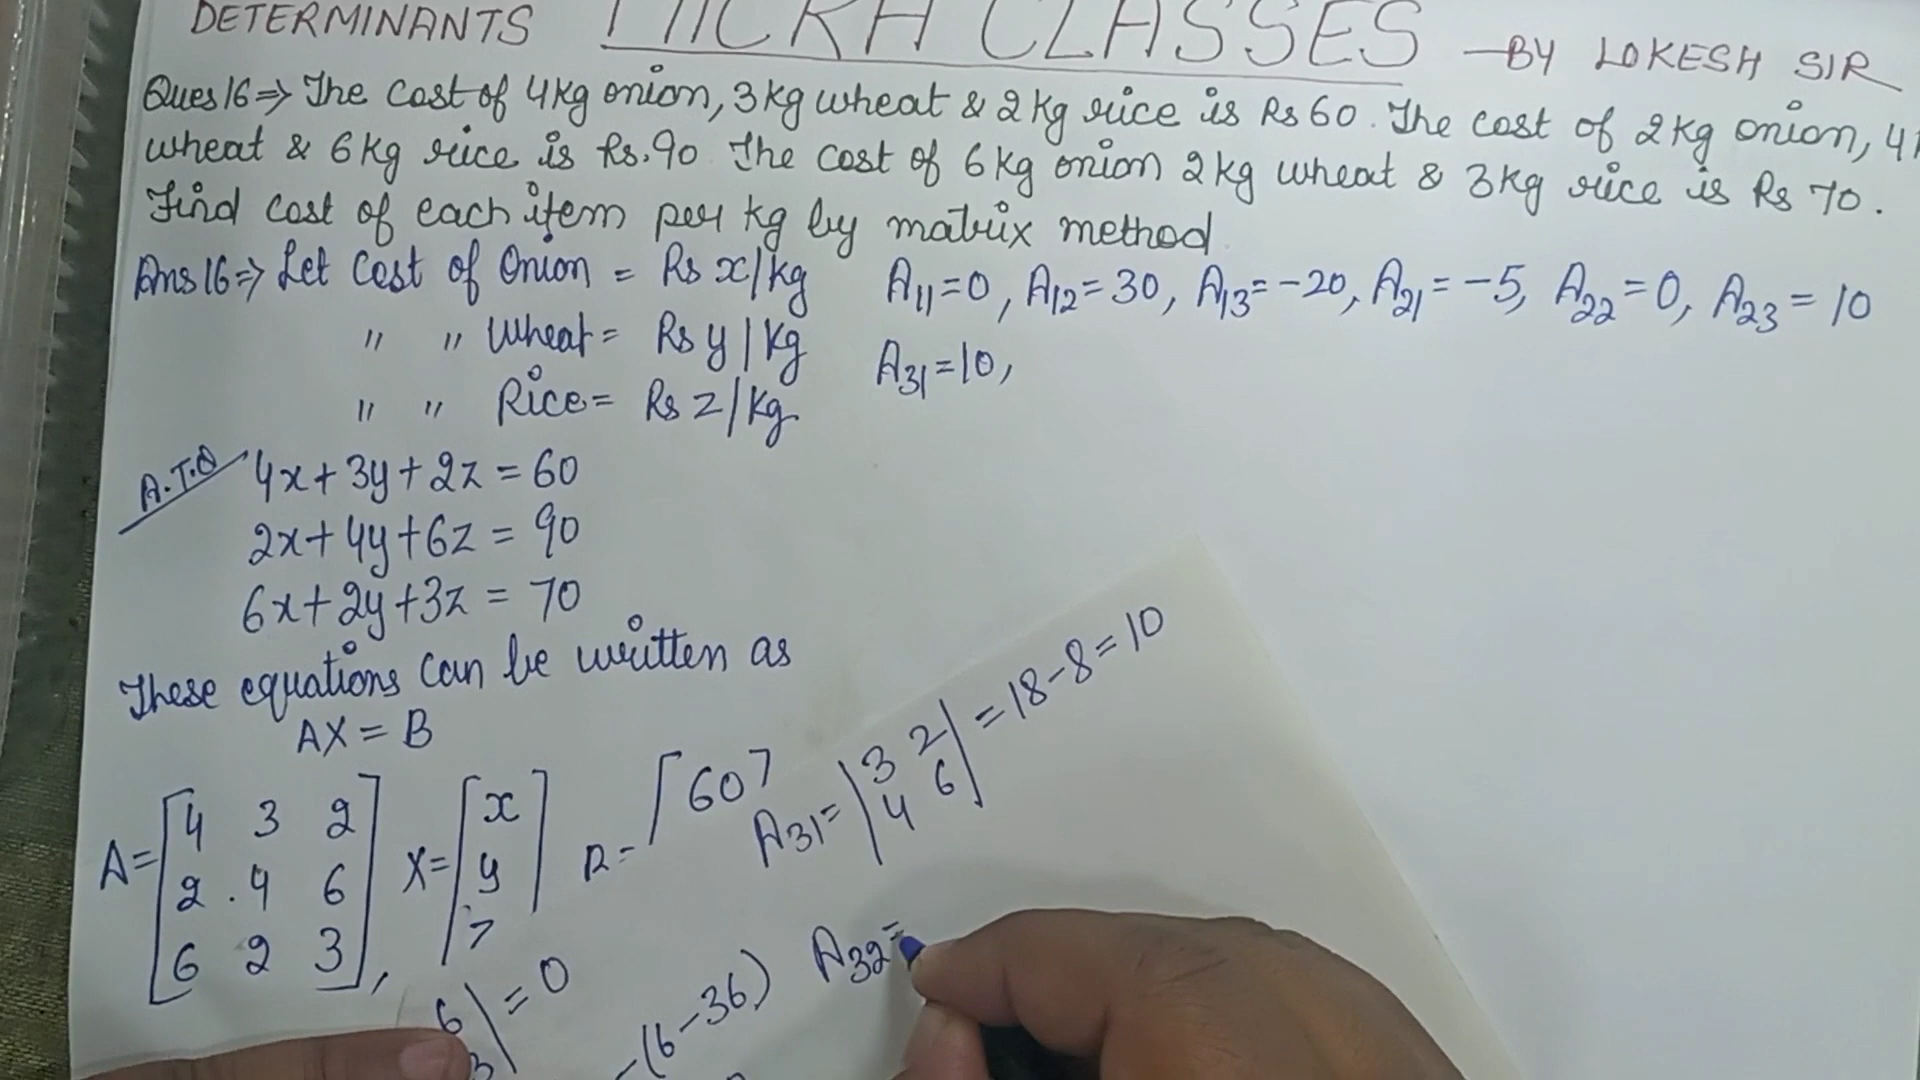 DETERMINANTS CLASSES -BY LOKESH SIR
Ques 16⇒ The cost of 4kg onion, 3kg wheat & 2kg rice is Rs 60. The cost of 2kg onion, 4
wheat & 6kg rice is Rs.90 The cost of 6kg onion 2kg wheat & 3kg rice is Rs 70.
Find cost of each item per kg by matrix method
Ans 16⇒ Let Cost of Onion = Rs x/kg
" " Wheat = Rs y/kg
" " Rice = Rs z/kg
A.T.Q 4x+3y+2z = 60
2x+4y+6z = 90
6x+2y+3z = 70
These equations can be written as
AX = B
A = [4 3 2
2 4 6
6 2 3], X = [x
y
z] B = [60]
A11=0, A12=30, A13=-20, A21=-5, A22=0, A23=10
A31=10,
A31= |3 2
4 6| = 18-8=10
6
3| = 0
-(6-36)
A32=